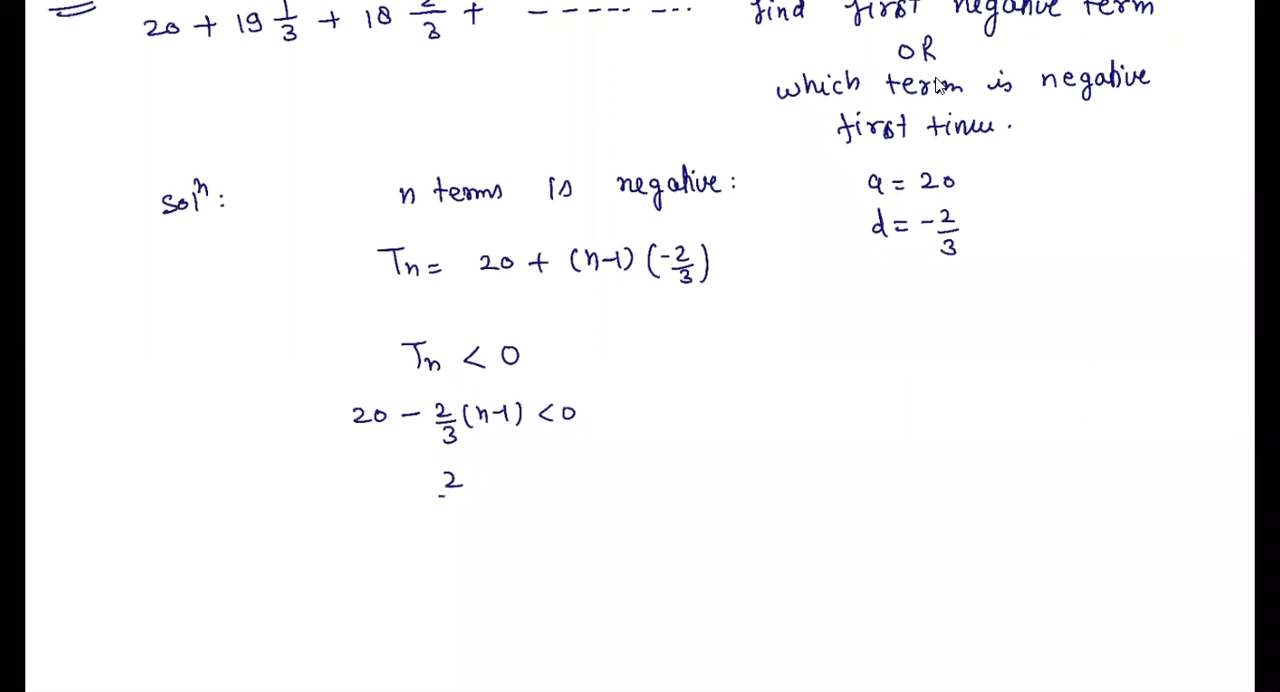 20 + 19 1/3 + 18 2/3 + - - - - - - - - find first negative term
OR
which term is negative
first time.
Solⁿ: n terms is negative: a = 20
d = -2/3
Tn = 20 + (n-1) (-2/3)
Tn < 0
20 - 2/3 (n-1) < 0
2